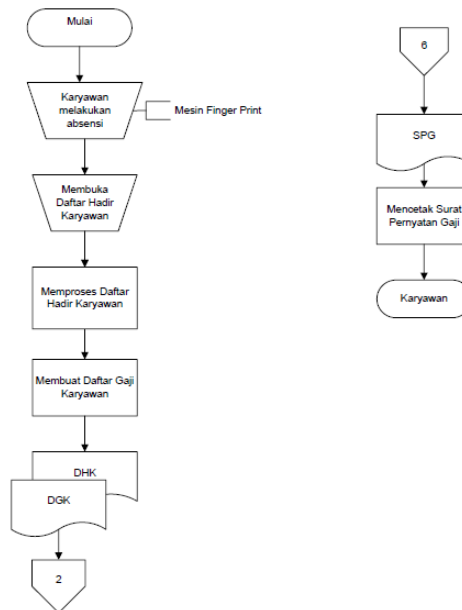 Mulai
Karyawan
melakukan
absensi
Mesin Finger Print
Membuka
Daftar Hadir
Karyawan
Memproses Daftar
Hadir Karyawan
Membuat Daftar Gaji
Karyawan
DHK
DGK
2
6
SPG
Mencetak Surat
Pernyatan Gaji
Karyawan